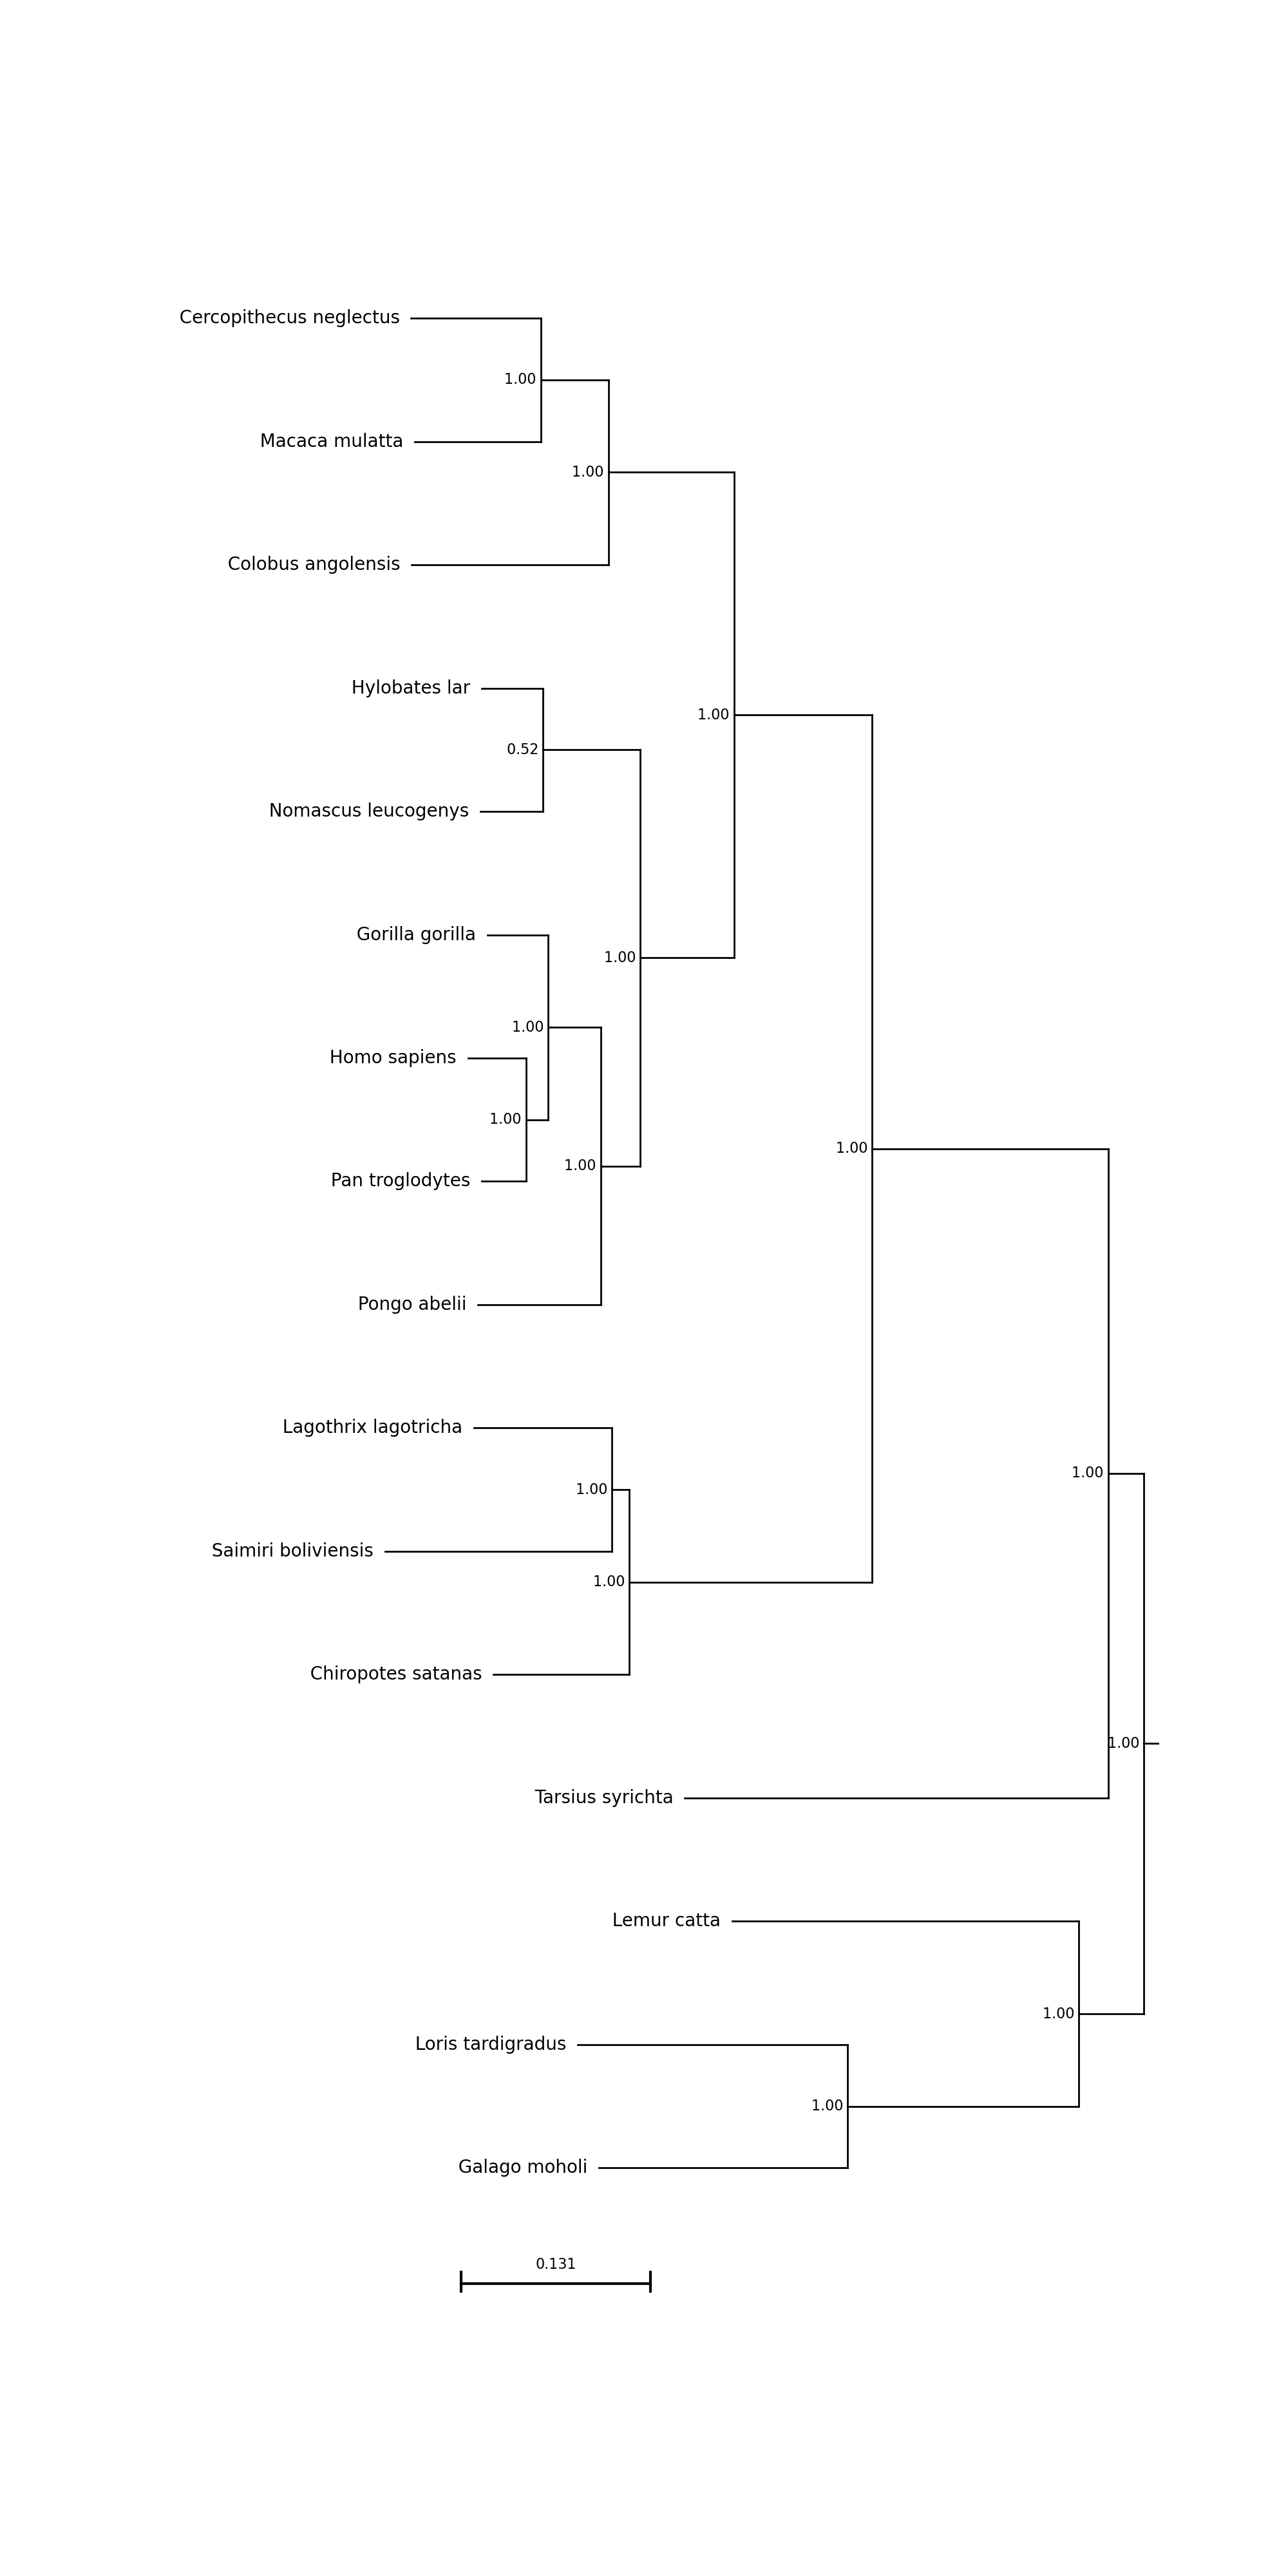 Cercopithecus neglectus
1.00
Macaca mulatta
1.00
Colobus angolensis
Hylobates lar
1.00
0.52
Nomascus leucogenys
Gorilla gorilla
1.00
1.00
Homo sapiens
1.00
1.00
1.00
Pan troglodytes
Pongo abelii
Lagothrix lagotricha
1.00
1.00
Saimiri boliviensis
1.00
Chiropotes satanas
1.00
Tarsius syrichta
Lemur catta
1.00
Loris tardigradus
1.00
Galago moholi
0.131